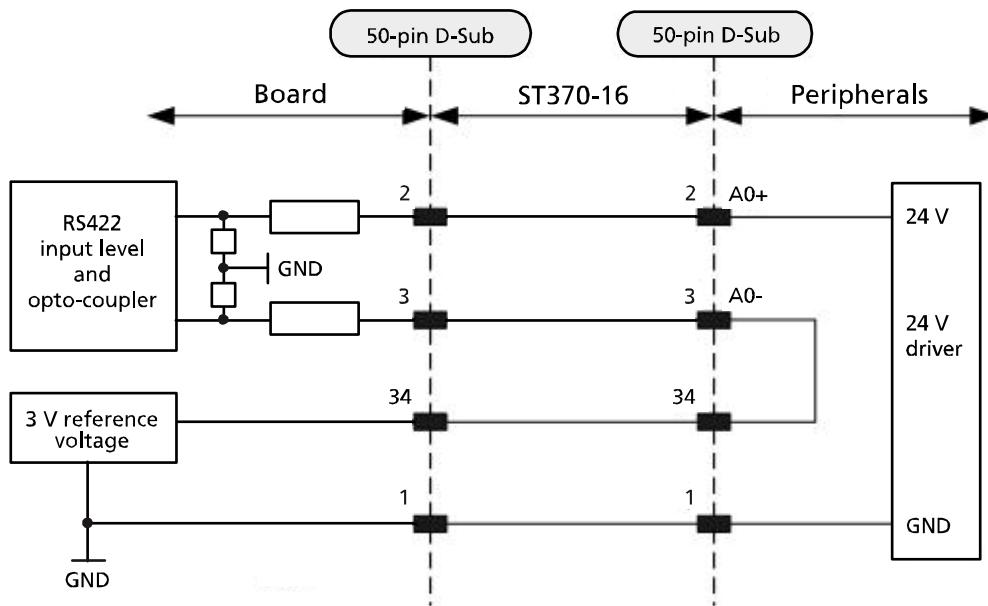 50-pin D-Sub
50-pin D-Sub
Board
ST370-16
Peripherals
RS422
input level
and
opto-coupler
GND
2
2
A0+
24 V
3
3
A0-
24 V
driver
3 V reference
voltage
34
34
1
1
GND
GND